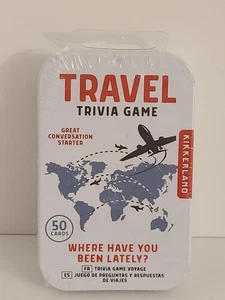 TRAVEL
TRIVIA GAME
GREAT
CONVERSATION
STARTER
KIKKERLAND
50
CARDS
WHERE HAVE YOU
BEEN LATELY?
FR TRIVIA GAME VOYAGE
ES JUEGO DE PREGUNTAS Y RESPUESTAS
DE VIAJES